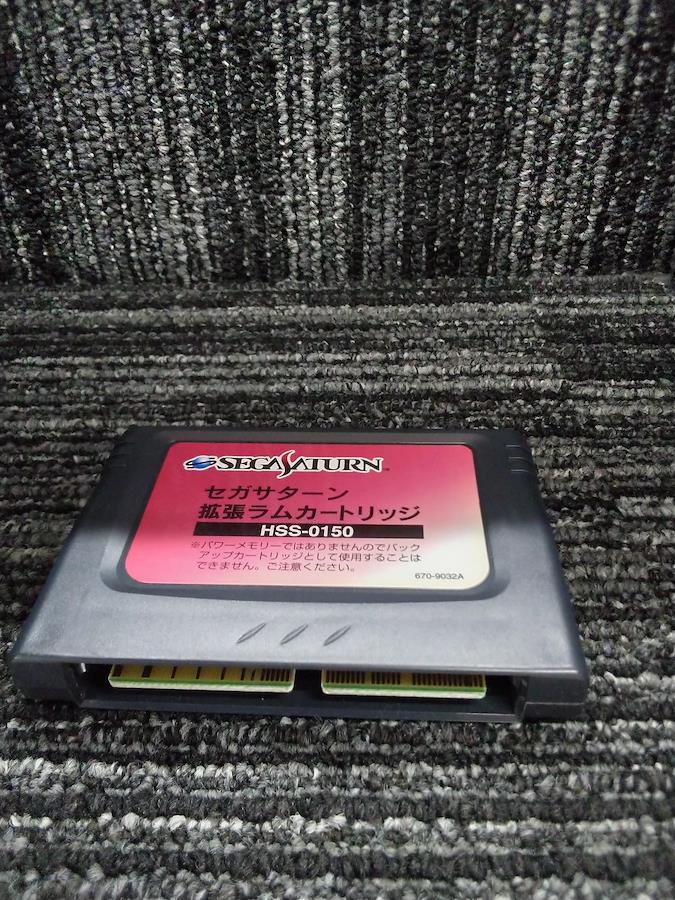 SEGASATURN™
セガサターン
拡張ラムカートリッジ
HSS-0150
※パワーメモリーではありませんのでバック
アップカートリッジとして使用することは
できません。ご注意ください。
670-9032A